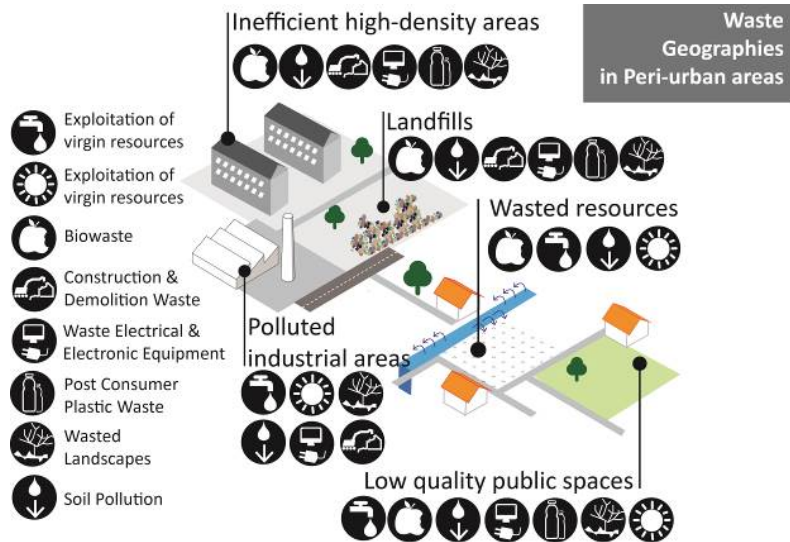 Inefficient high-density areas
Waste
Geographies
in Peri-urban areas
Exploitation of
virgin resources
Exploitation of
virgin resources
Biowaste
Construction &
Demolition Waste
Waste Electrical &
Electronic Equipment
Post Consumer
Plastic Waste
Wasted
Landscapes
Soil Pollution
Landfills
Wasted resources
Polluted
industrial areas
Low quality public spaces